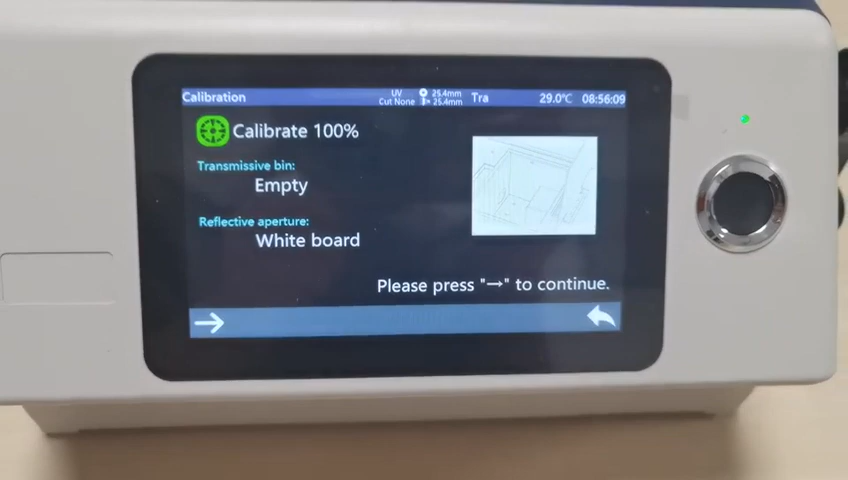 Calibration
UV
Cut None
25.4mm
25.4mm
Tra
29.0℃
08:56:09
Calibrate 100%
Transmissive bin:
Empty
Reflective aperture:
White board
Please press "→" to continue.